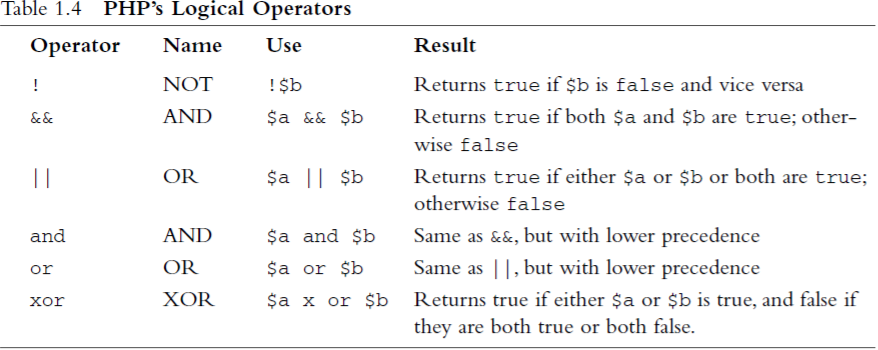 Table 1.4 PHP's Logical Operators
Operator Name Use Result
! NOT !$b Returns true if $b is false and vice versa
&& AND $a && $b Returns true if both $a and $b are true; other-
wise false
|| OR $a || $b Returns true if either $a or $b or both are true;
otherwise false
and AND $a and $b Same as &&, but with lower precedence
or OR $a or $b Same as ||, but with lower precedence
xor XOR $a x or $b Returns true if either $a or $b is true, and false if
they are both true or both false.